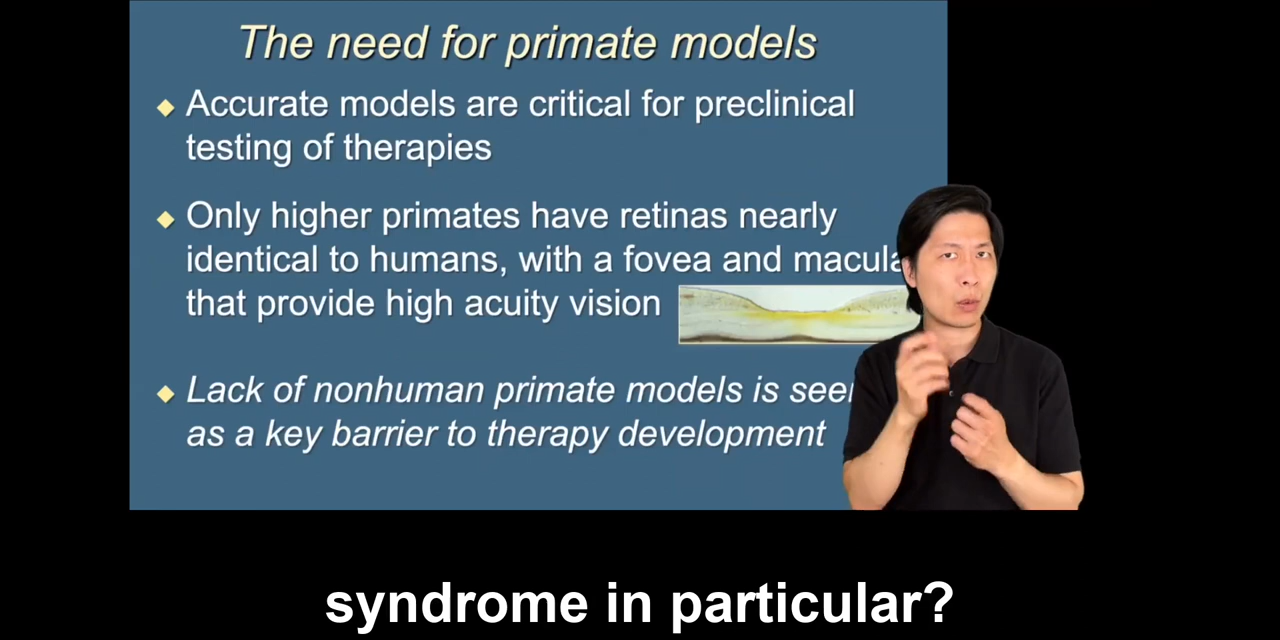 The need for primate models
Accurate models are critical for preclinical
testing of therapies
Only higher primates have retinas nearly
identical to humans, with a fovea and macula
that provide high acuity vision
Lack of nonhuman primate models is seen
as a key barrier to therapy development
syndrome in particular?